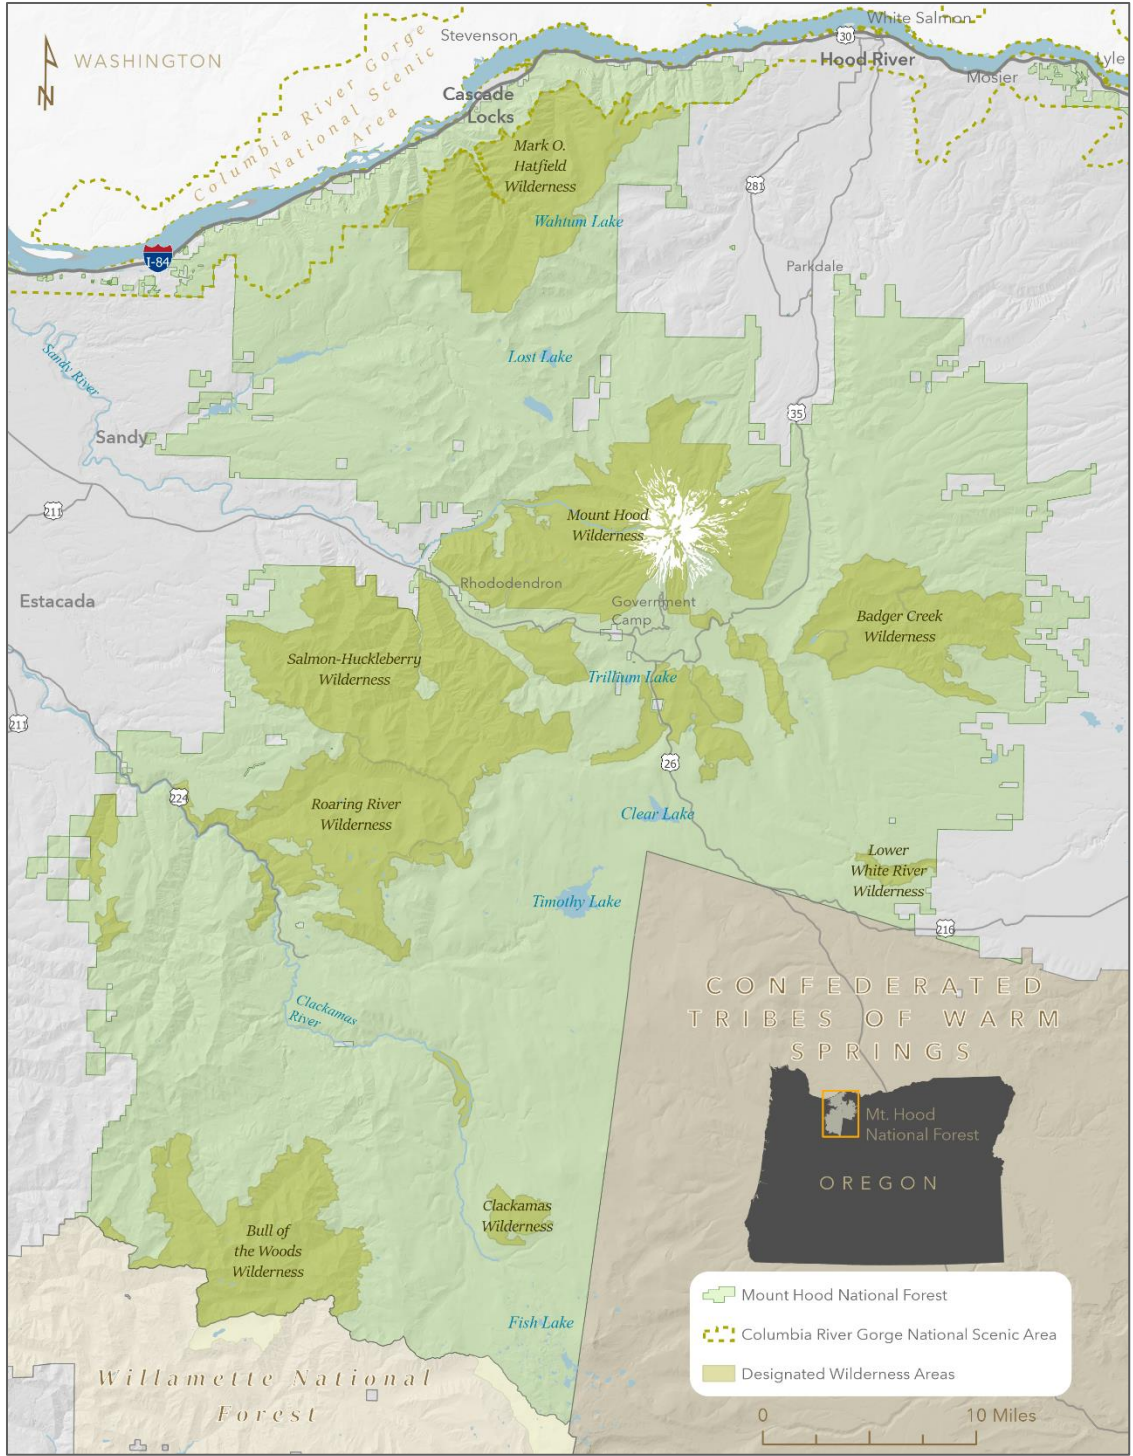 White Salmon
30
Stevenson
WASHINGTON
Hood River
Lyle
Mosier
Columbia River Gorge
National Scenic
Area
Cascade
Locks
Mark O.
Hatfield
Wilderness
281
Wahtum Lake
I-84
Parkdale
Sandy River
Lost Lake
35
Sandy
211
Mount Hood
Wilderness
Rhododendron
Estacada
Government
Camp
Badger Creek
Wilderness
Salmon-Huckleberry
Wilderness
Trillium Lake
211
26
224
Roaring River
Wilderness
Clear Lake
Lower
White River
Wilderness
Timothy Lake
216
CONFEDERATED
TRIBES OF WARM
SPRINGS
Clackamas
River
Mt. Hood
National Forest
OREGON
Clackamas
Wilderness
Bull of
the Woods
Wilderness
Fish Lake
Mount Hood National Forest
Columbia River Gorge National Scenic Area
Designated Wilderness Areas
Willamette National
Forest
0
10 Miles
N